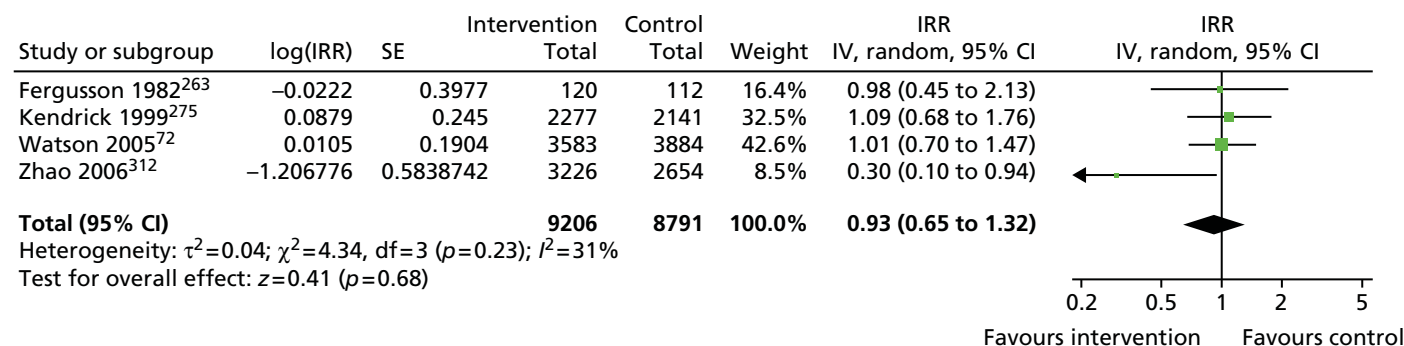 Intervention Control IRR IRR
Study or subgroup log(IRR) SE Total Total Weight IV, random, 95% CI IV, random, 95% CI
Fergusson 1982²⁶³ –0.0222 0.3977 120 112 16.4% 0.98 (0.45 to 2.13)
Kendrick 1999²⁷⁵ 0.0879 0.245 2277 2141 32.5% 1.09 (0.68 to 1.76)
Watson 2005⁷² 0.0105 0.1904 3583 3884 42.6% 1.01 (0.70 to 1.47)
Zhao 2006³¹² –1.206776 0.5838742 3226 2654 8.5% 0.30 (0.10 to 0.94)
Total (95% CI) 9206 8791 100.0% 0.93 (0.65 to 1.32)
Heterogeneity: τ²=0.04; χ²=4.34, df=3 (p=0.23); I²=31%
Test for overall effect: z=0.41 (p=0.68)
0.2 0.5 1 2 5
Favours intervention Favours control